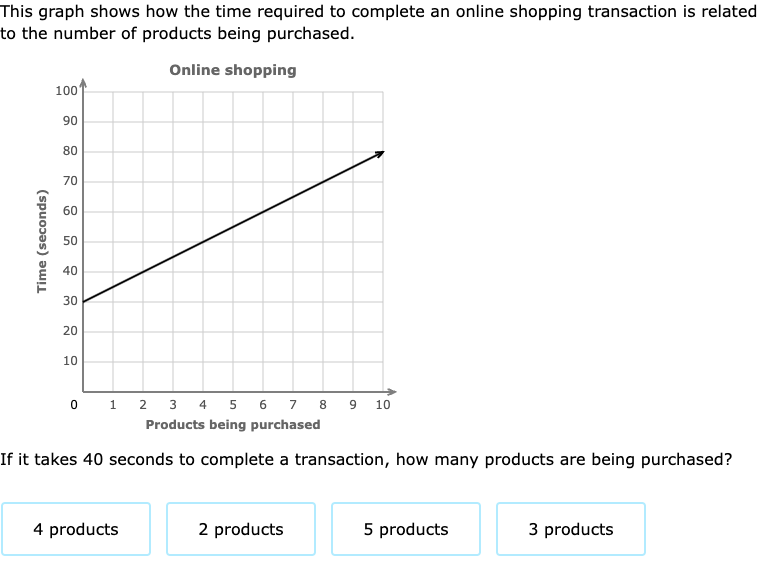 This graph shows how the time required to complete an online shopping transaction is related
to the number of products being purchased.
Online shopping
100
90
80
70
60
50
40
30
20
10
Time (seconds)
0 1 2 3 4 5 6 7 8 9 10
Products being purchased
If it takes 40 seconds to complete a transaction, how many products are being purchased?
4 products 2 products 5 products 3 products